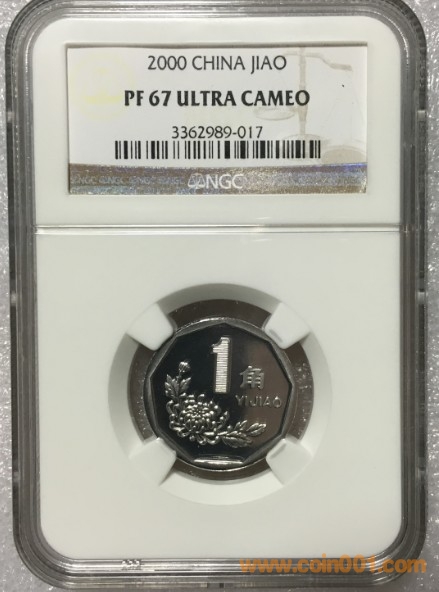 2000 CHINA JIAO
PF 67 ULTRA CAMEO
3362989-017
NGC
1角
YIJIAO
www.coin001.com